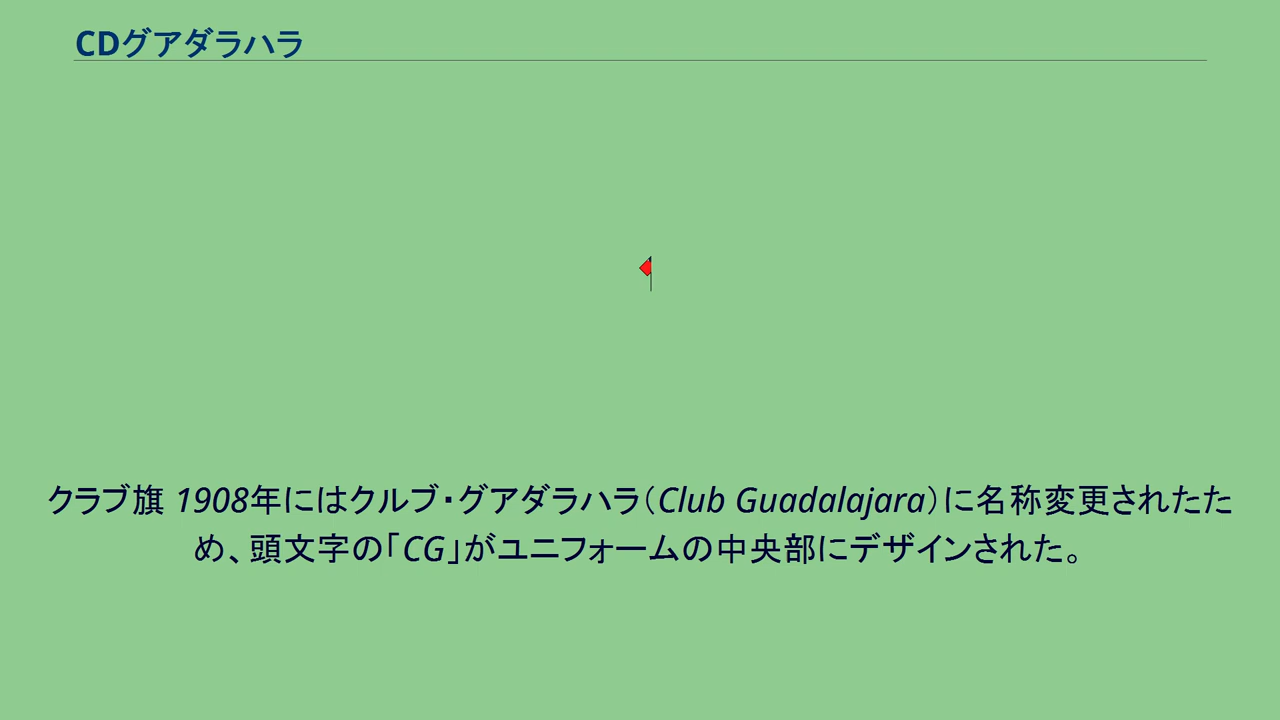 CDグアダラハラ
クラブ旗 1908年にはクルブ・グアダラハラ（Club Guadalajara）に名称変更されたた
め、頭文字の「CG」がユニフォームの中央部にデザインされた。